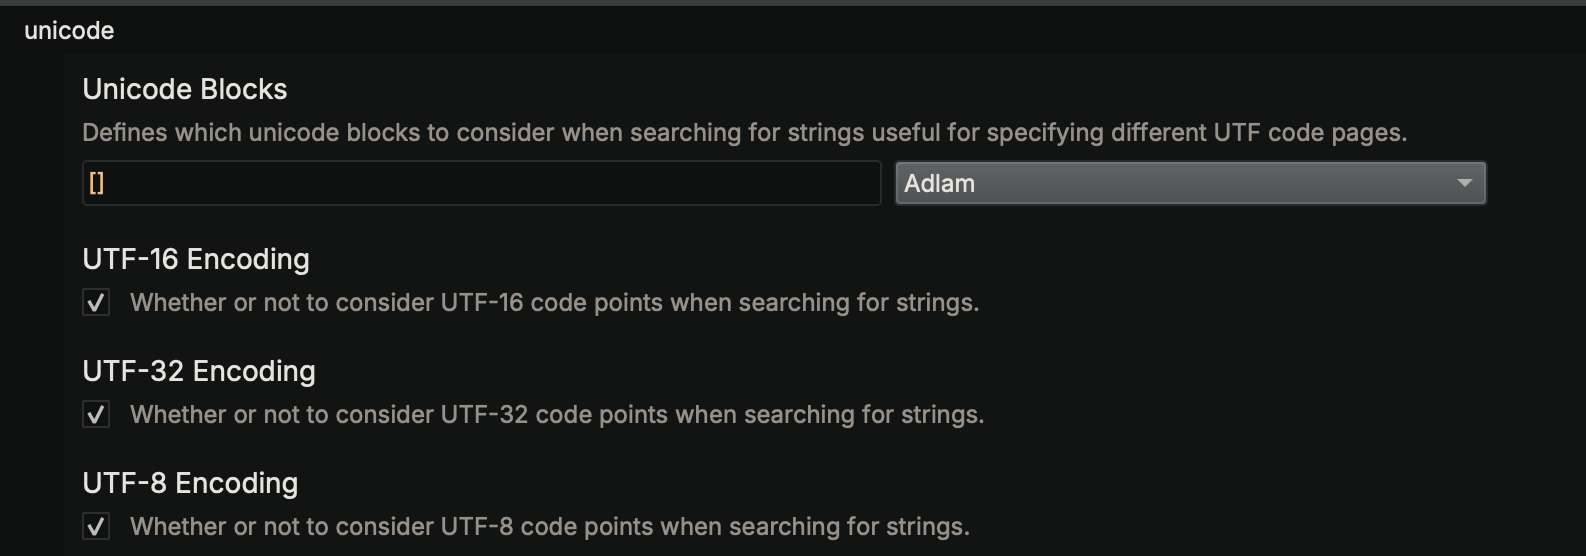 unicode
Unicode Blocks
Defines which unicode blocks to consider when searching for strings useful for specifying different UTF code pages.
[] Adlam
UTF-16 Encoding
Whether or not to consider UTF-16 code points when searching for strings.
UTF-32 Encoding
Whether or not to consider UTF-32 code points when searching for strings.
UTF-8 Encoding
Whether or not to consider UTF-8 code points when searching for strings.